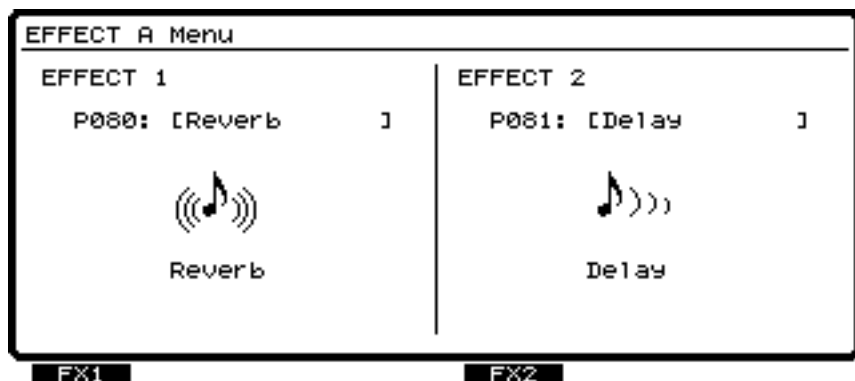 EFFECT A Menu
EFFECT 1
P080: [Reverb ]
Reverb
EFFECT 2
P081: [Delay ]
Delay
FX1
FX2